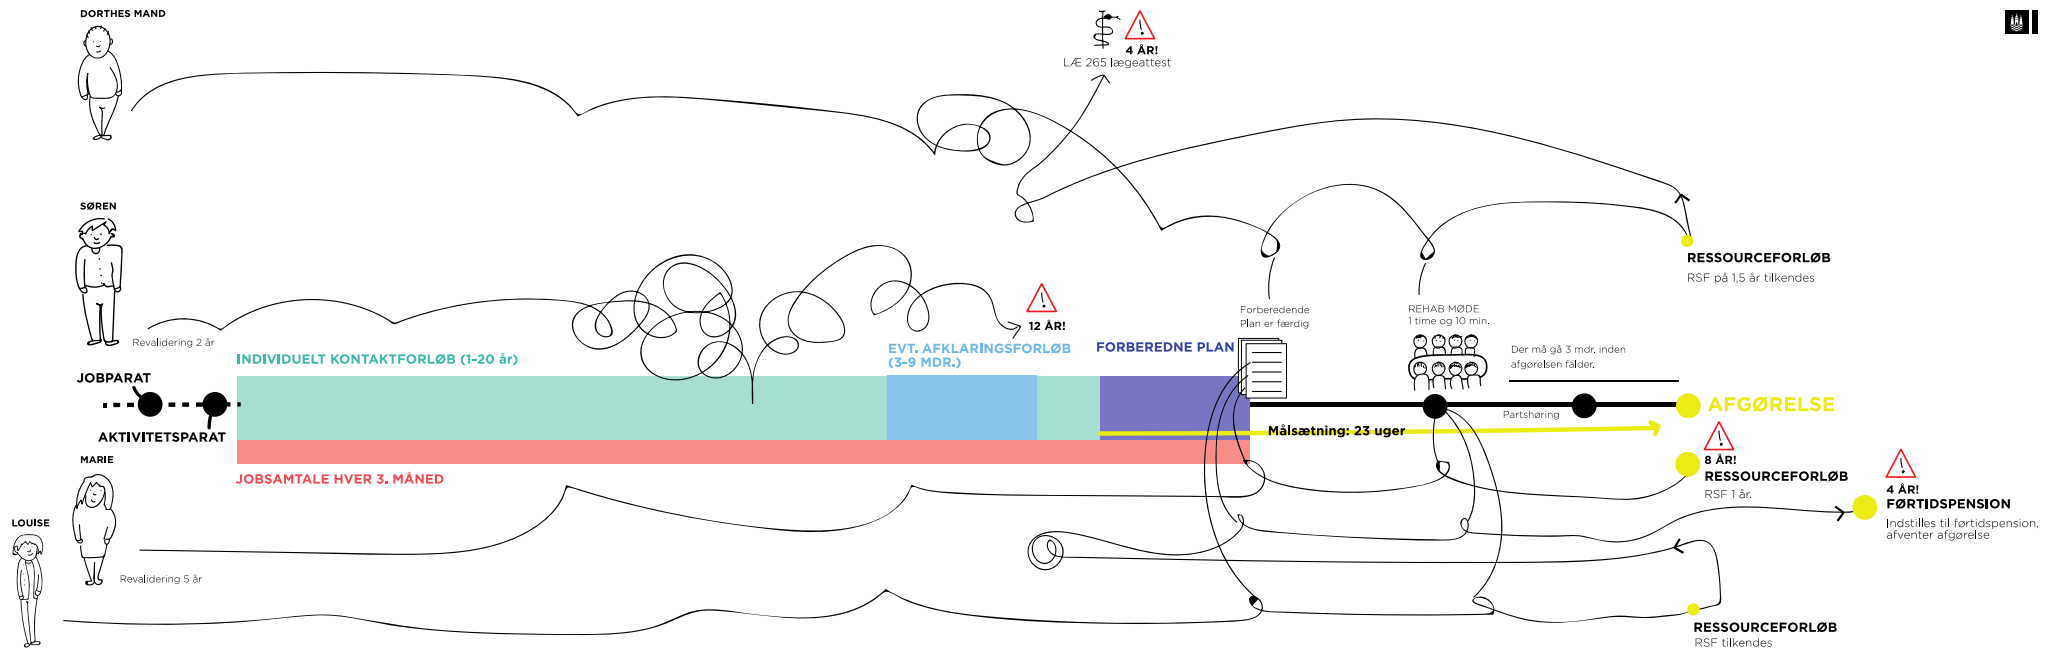 DORTHES MAND
4 ÅR!
LÆ 265 lægeattest
SØREN
Revalidering 2 år
12 ÅR!
RESSOURCEFORLØB
RSF på 1,5 år tilkendes
Forberedende
Plan er færdig
REHAB MØDE
1 time og 10 min.
INDIVIDUELT KONTAKTFORLØB (1-20 år)
EVT. AFKLARINGSFORLØB
(3-9 MDR.)
FORBEREDNE PLAN
Der må gå 3 mdr. inden
afgørelsen falder.
JOBPARAT
AKTIVITETSPARAT
Partshøring
AFGØRELSE
Målsætning: 23 uger
JOBSAMTALE HVER 3. MÅNED
MARIE
Revalidering 5 år
8 ÅR!
RESSOURCEFORLØB
RSF 1 år.
4 ÅR!
FØRTIDSPENSION
Indstilles til førtidspension,
afventer afgørelse
LOUISE
RESSOURCEFORLØB
RSF tilkendes